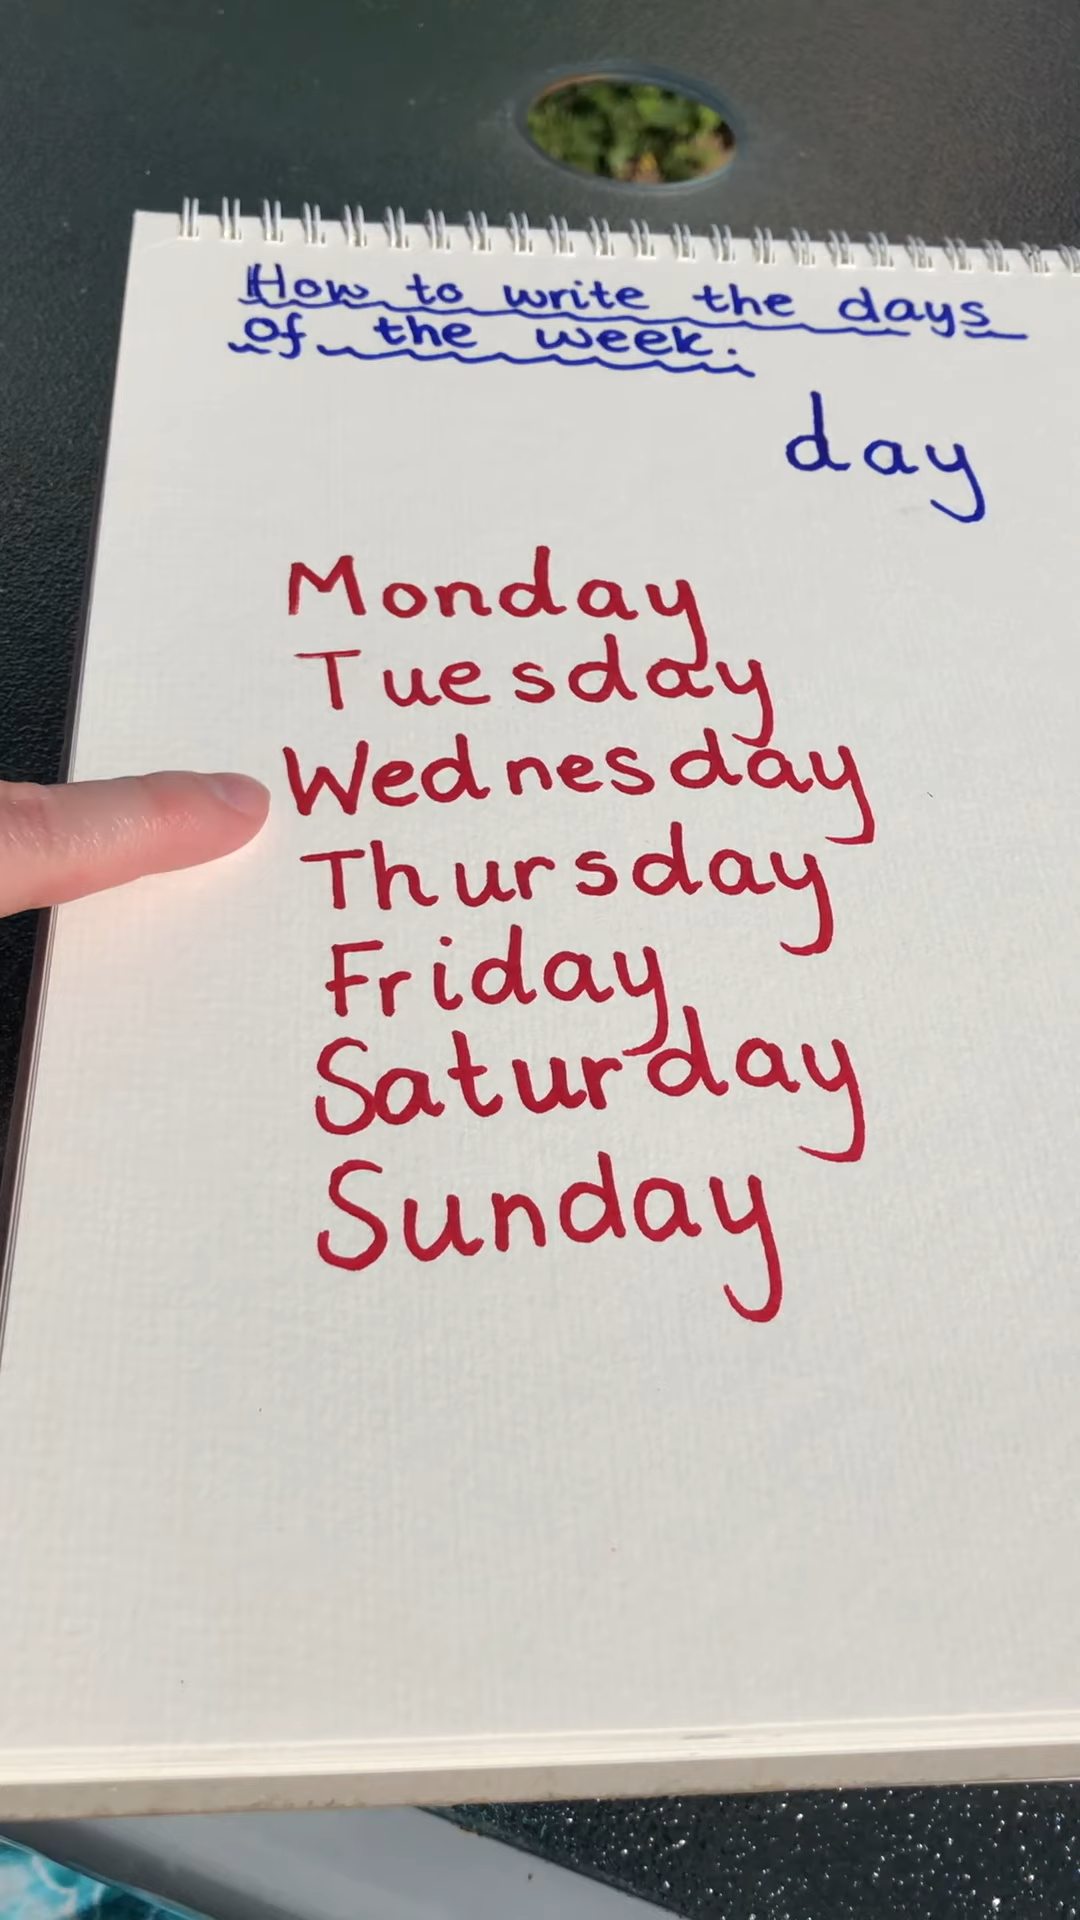 How to write the days
of the week.
day
Monday
Tuesday
Wednesday
Thursday
Friday
Saturday
Sunday